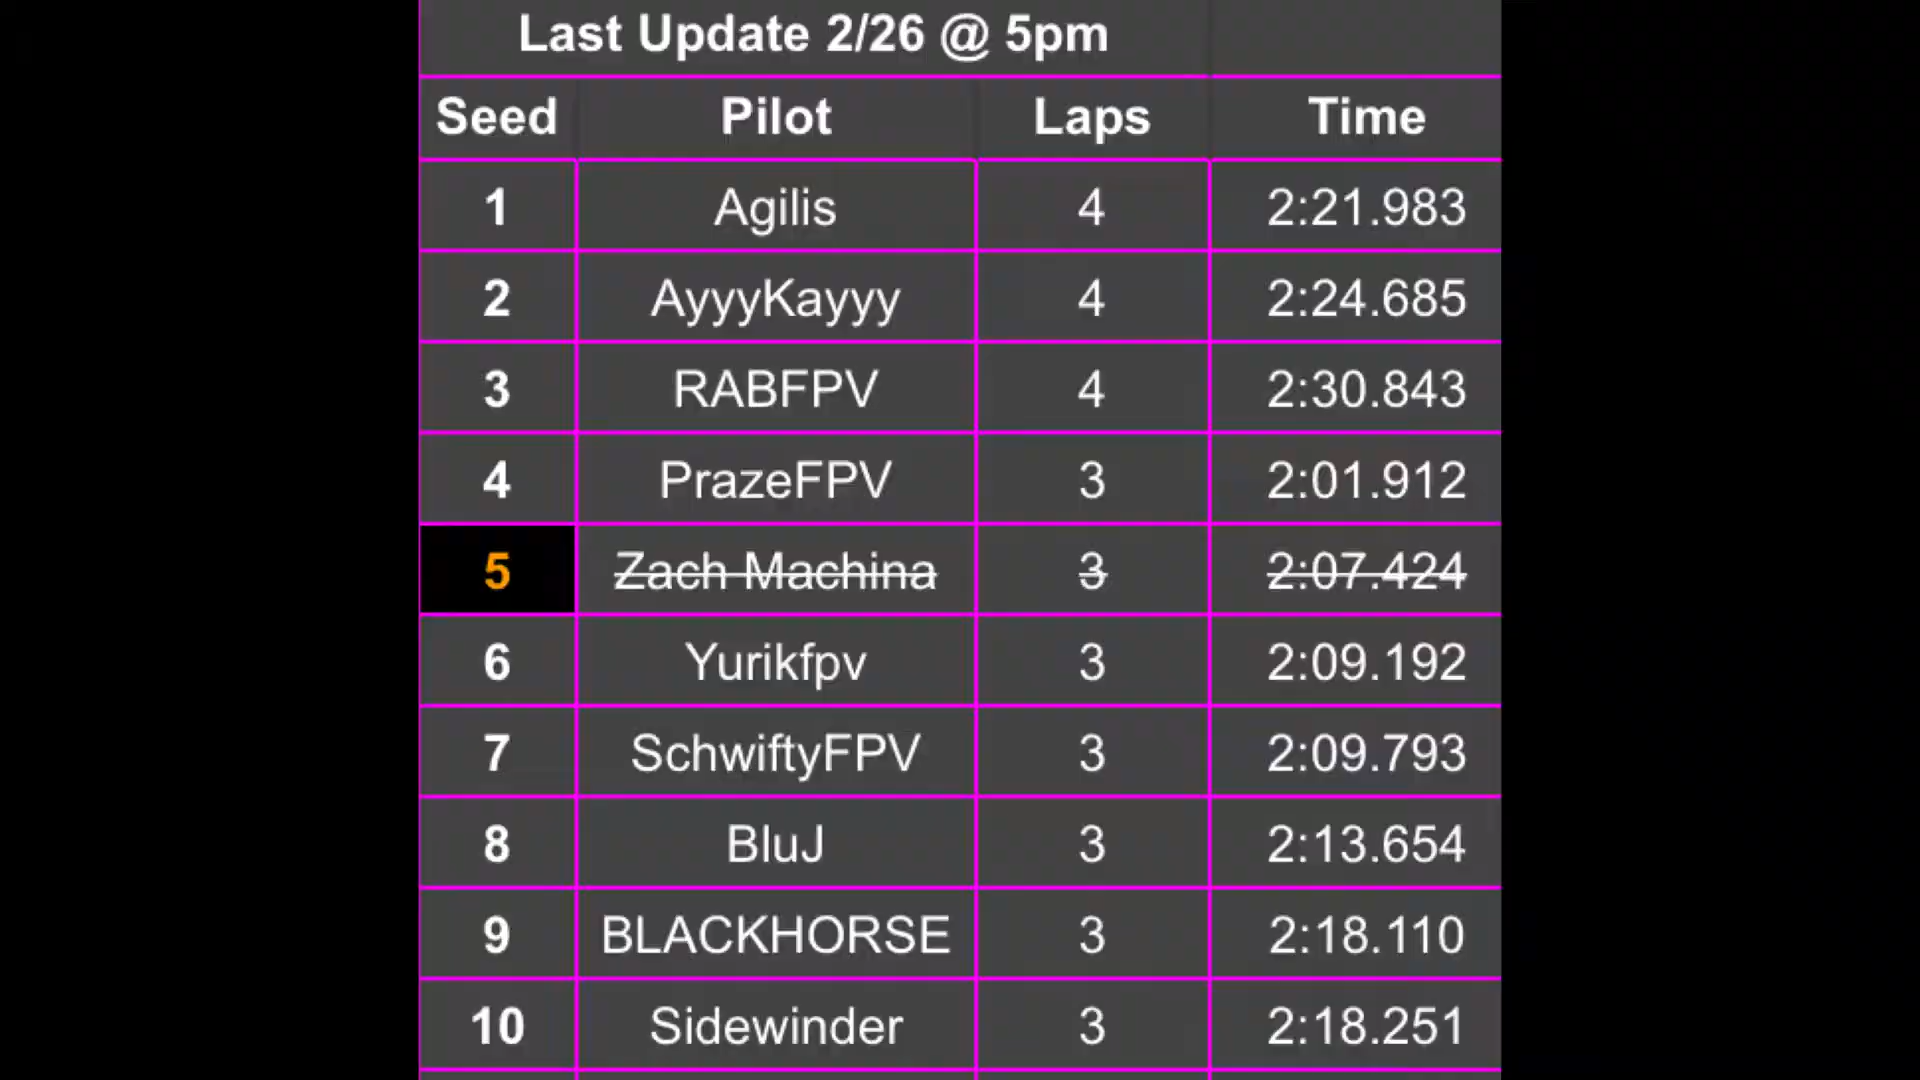 Last Update 2/26 @ 5pm
Seed Pilot Laps Time
1 Agilis 4 2:21.983
2 AyyyKayyy 4 2:24.685
3 RABFPV 4 2:30.843
4 PrazeFPV 3 2:01.912
5 Zach Machina 3 2:07.424
6 Yurikfpv 3 2:09.192
7 SchwiftyFPV 3 2:09.793
8 BluJ 3 2:13.654
9 BLACKHORSE 3 2:18.110
10 Sidewinder 3 2:18.251